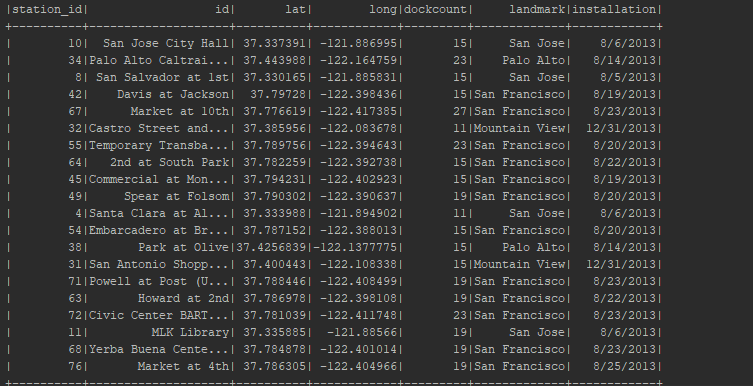 |station_id|                  id|       lat|        long|dockcount|     landmark|installation|
+----------+--------------------+----------+------------+---------+-------------+------------+
|        10|  San Jose City Hall| 37.337391| -121.886995|       15|     San Jose|    8/6/2013|
|        34|Palo Alto Caltrai...| 37.443988| -122.164759|       23|    Palo Alto|   8/14/2013|
|         8| San Salvador at 1st| 37.330165| -121.885831|       15|     San Jose|    8/5/2013|
|        42|    Davis at Jackson|  37.79728| -122.398436|       15|San Francisco|   8/19/2013|
|        67|      Market at 10th| 37.776619| -122.417385|       27|San Francisco|   8/23/2013|
|        32|Castro Street and...| 37.385956| -122.083678|       11|Mountain View|  12/31/2013|
|        55|Temporary Transba...| 37.789756| -122.394643|       23|San Francisco|   8/20/2013|
|        64|   2nd at South Park| 37.782259| -122.392738|       15|San Francisco|   8/22/2013|
|        45|Commercial at Mon...| 37.794231| -122.402923|       15|San Francisco|   8/19/2013|
|        49|     Spear at Folsom| 37.790302| -122.390637|       19|San Francisco|   8/20/2013|
|         4|Santa Clara at Al...| 37.333988| -121.894902|       11|     San Jose|    8/6/2013|
|        54|Embarcadero at Br...| 37.787152| -122.388013|       15|San Francisco|   8/20/2013|
|        38|       Park at Olive|37.4256839|-122.1377775|       15|    Palo Alto|   8/14/2013|
|        31|San Antonio Shopp...| 37.400443| -122.108338|       15|Mountain View|  12/31/2013|
|        71|Powell at Post (U...| 37.788446| -122.408499|       19|San Francisco|   8/23/2013|
|        63|       Howard at 2nd| 37.786978| -122.398108|       19|San Francisco|   8/22/2013|
|        72|Civic Center BART...| 37.781039| -122.411748|       23|San Francisco|   8/23/2013|
|        11|         MLK Library| 37.335885|  -121.88566|       19|     San Jose|    8/6/2013|
|        68|Yerba Buena Cente...| 37.784878| -122.401014|       19|San Francisco|   8/23/2013|
|        76|       Market at 4th| 37.786305| -122.404966|       19|San Francisco|   8/25/2013|
+----------+--------------------+----------+------------+---------+-------------+------------+